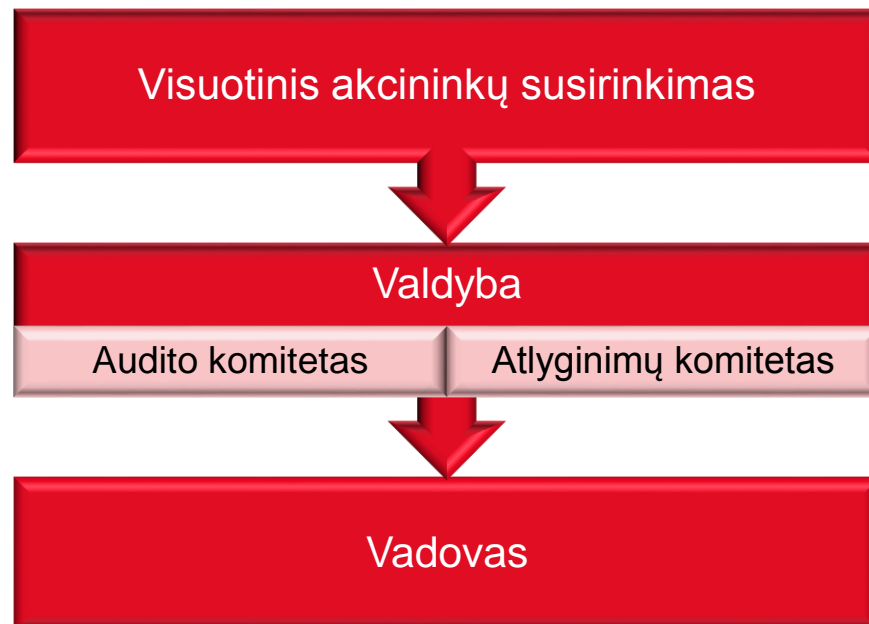 Visuotinis akcininkų susirinkimas
Valdyba
Audito komitetas
Atlyginimų komitetas
Vadovas